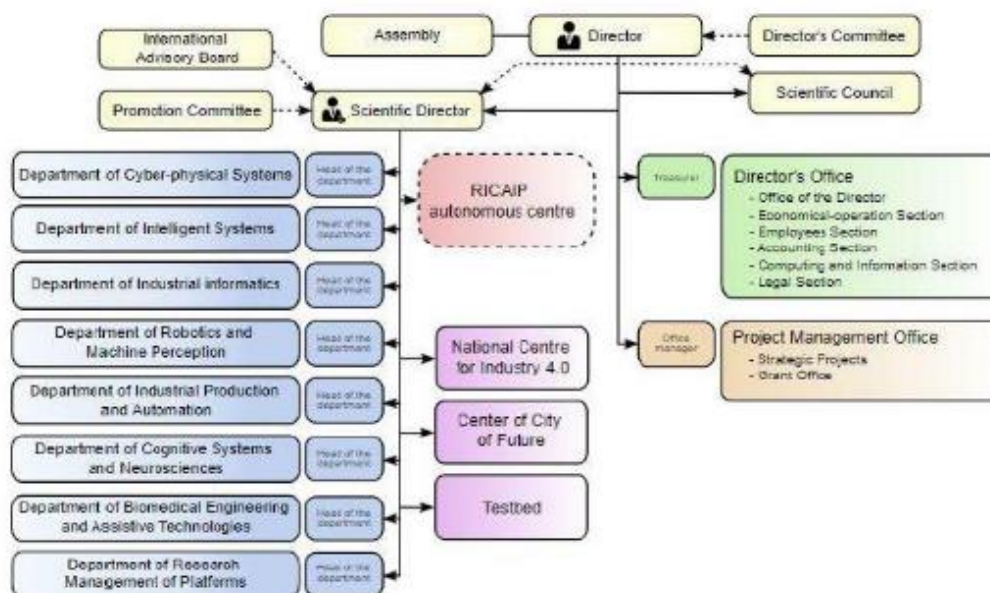 International
Advisory Board
Assembly
Director
Director's Committee
Promotion Committee
Scientific Director
Scientific Council
Department of Cyber-physical Systems
Head of the
department
RICAIP
autonomous centre
Treasurer
Director's Office
- Office of the Director
- Economical-operation Section
- Employees Section
- Accounting Section
- Computing and Information Section
- Legal Section
Department of Intelligent Systems
Head of the
department
Department of Industrial informatics
Head of the
department
Department of Robotics and
Machine Perception
Head of the
department
National Centre
for Industry 4.0
Office
manager
Project Management Office
- Strategic Projects
- Grant Office
Department of Industrial Production
and Automation
Head of the
department
Center of City
of Future
Department of Cognitive Systems
and Neurosciences
Head of the
department
Testbed
Department of Biomedical Engineering
and Assistive Technologies
Head of the
department
Department of Research
Management of Platforms
Head of the
department